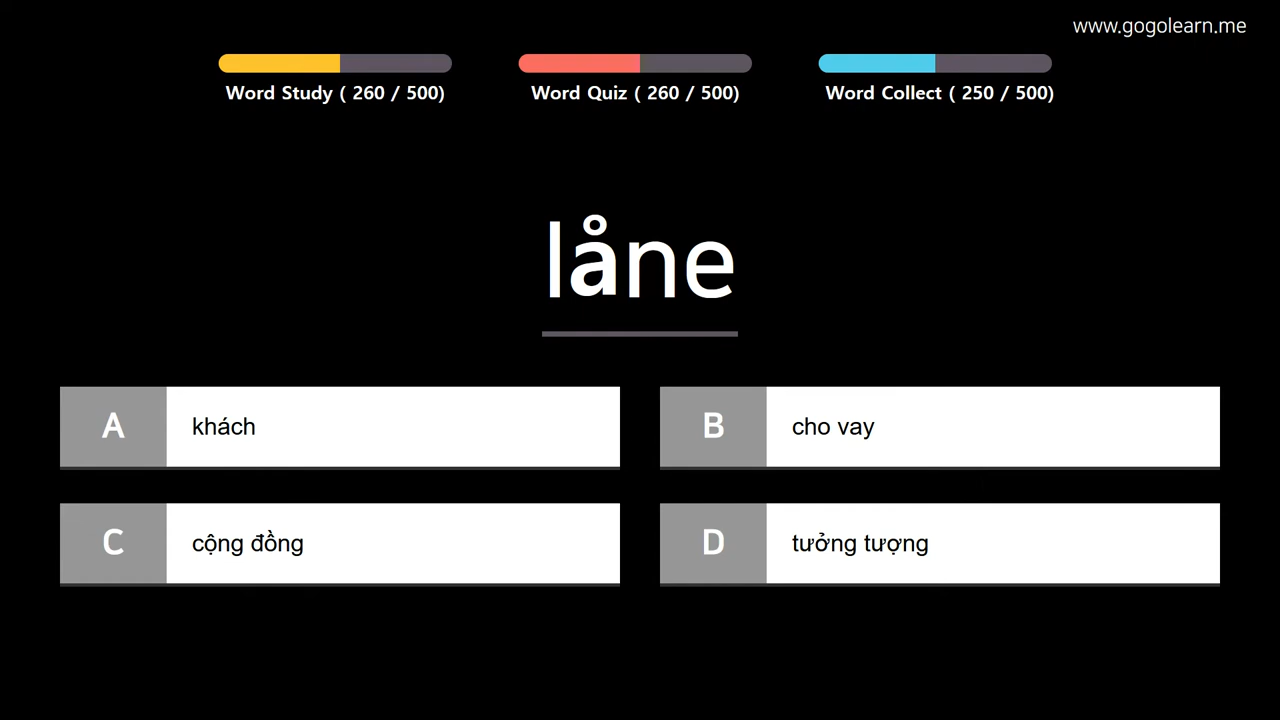 www.gogolearn.me
Word Study ( 260 / 500)
Word Quiz ( 260 / 500)
Word Collect ( 250 / 500)
låne
A
khách
B
cho vay
C
cộng đồng
D
tưởng tượng